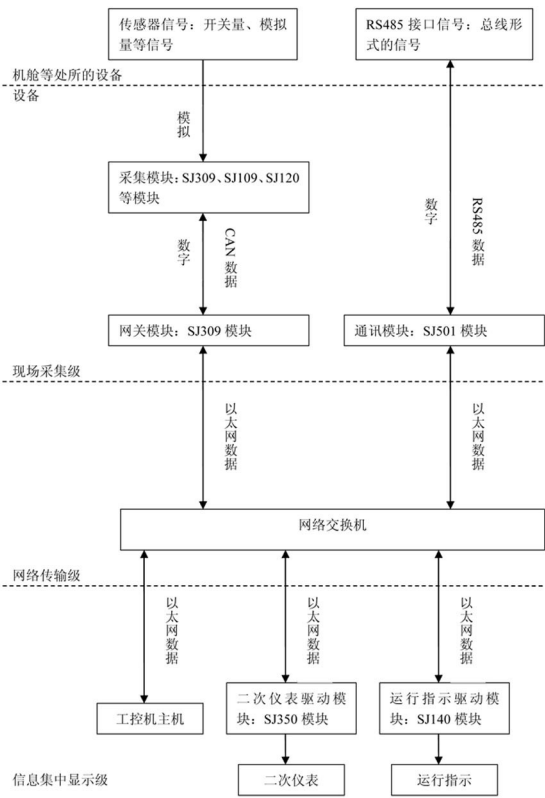 传感器信号：开关量、模拟
量等信号
RS485 接口信号：总线形
式的信号
机舱等处所的设备
设备
模拟
采集模块：SJ309、SJ109、SJ120
等模块
数字
CAN 数据
数字
RS485 数据
网关模块：SJ309 模块
通讯模块：SJ501 模块
现场采集级
以太网数据
以太网数据
网络交换机
网络传输级
以太网数据
以太网数据
以太网数据
工控机主机
二次仪表驱动模
块：SJ350 模块
运行指示驱动模
块：SJ140 模块
信息集中显示级
二次仪表
运行指示